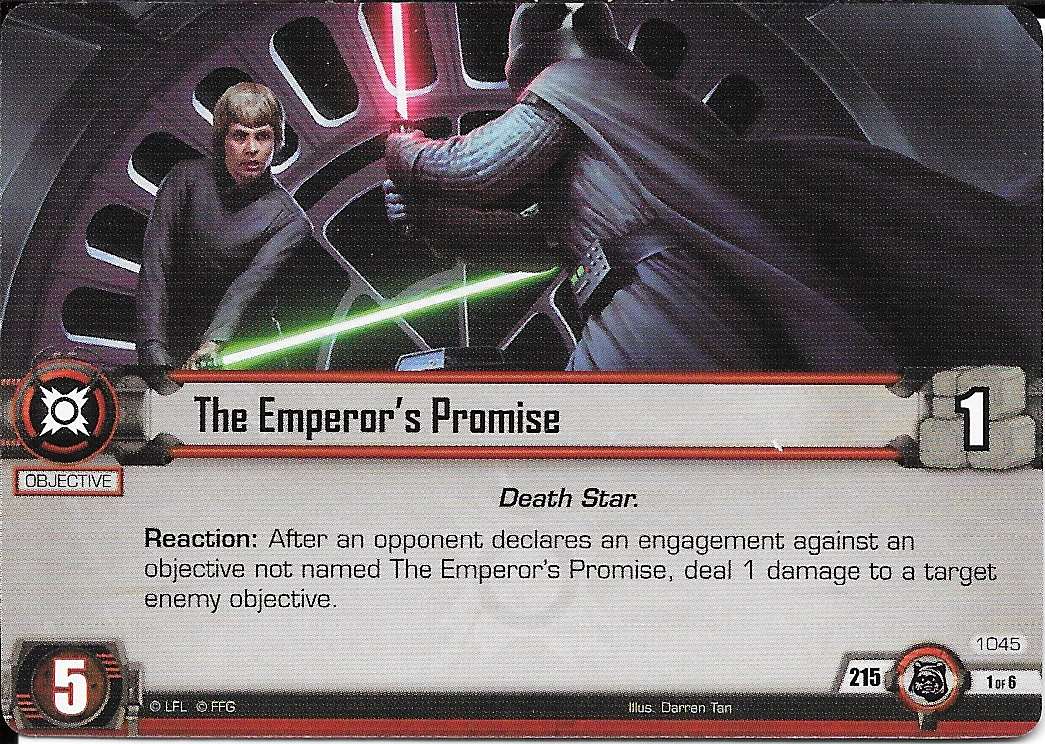 The Emperor's Promise
1
OBJECTIVE
Death Star.
Reaction: After an opponent declares an engagement against an
objective not named The Emperor's Promise, deal 1 damage to a target
enemy objective.
1045
5
215
1 OF 6
© LFL © FFG
Illus. Darren Tan